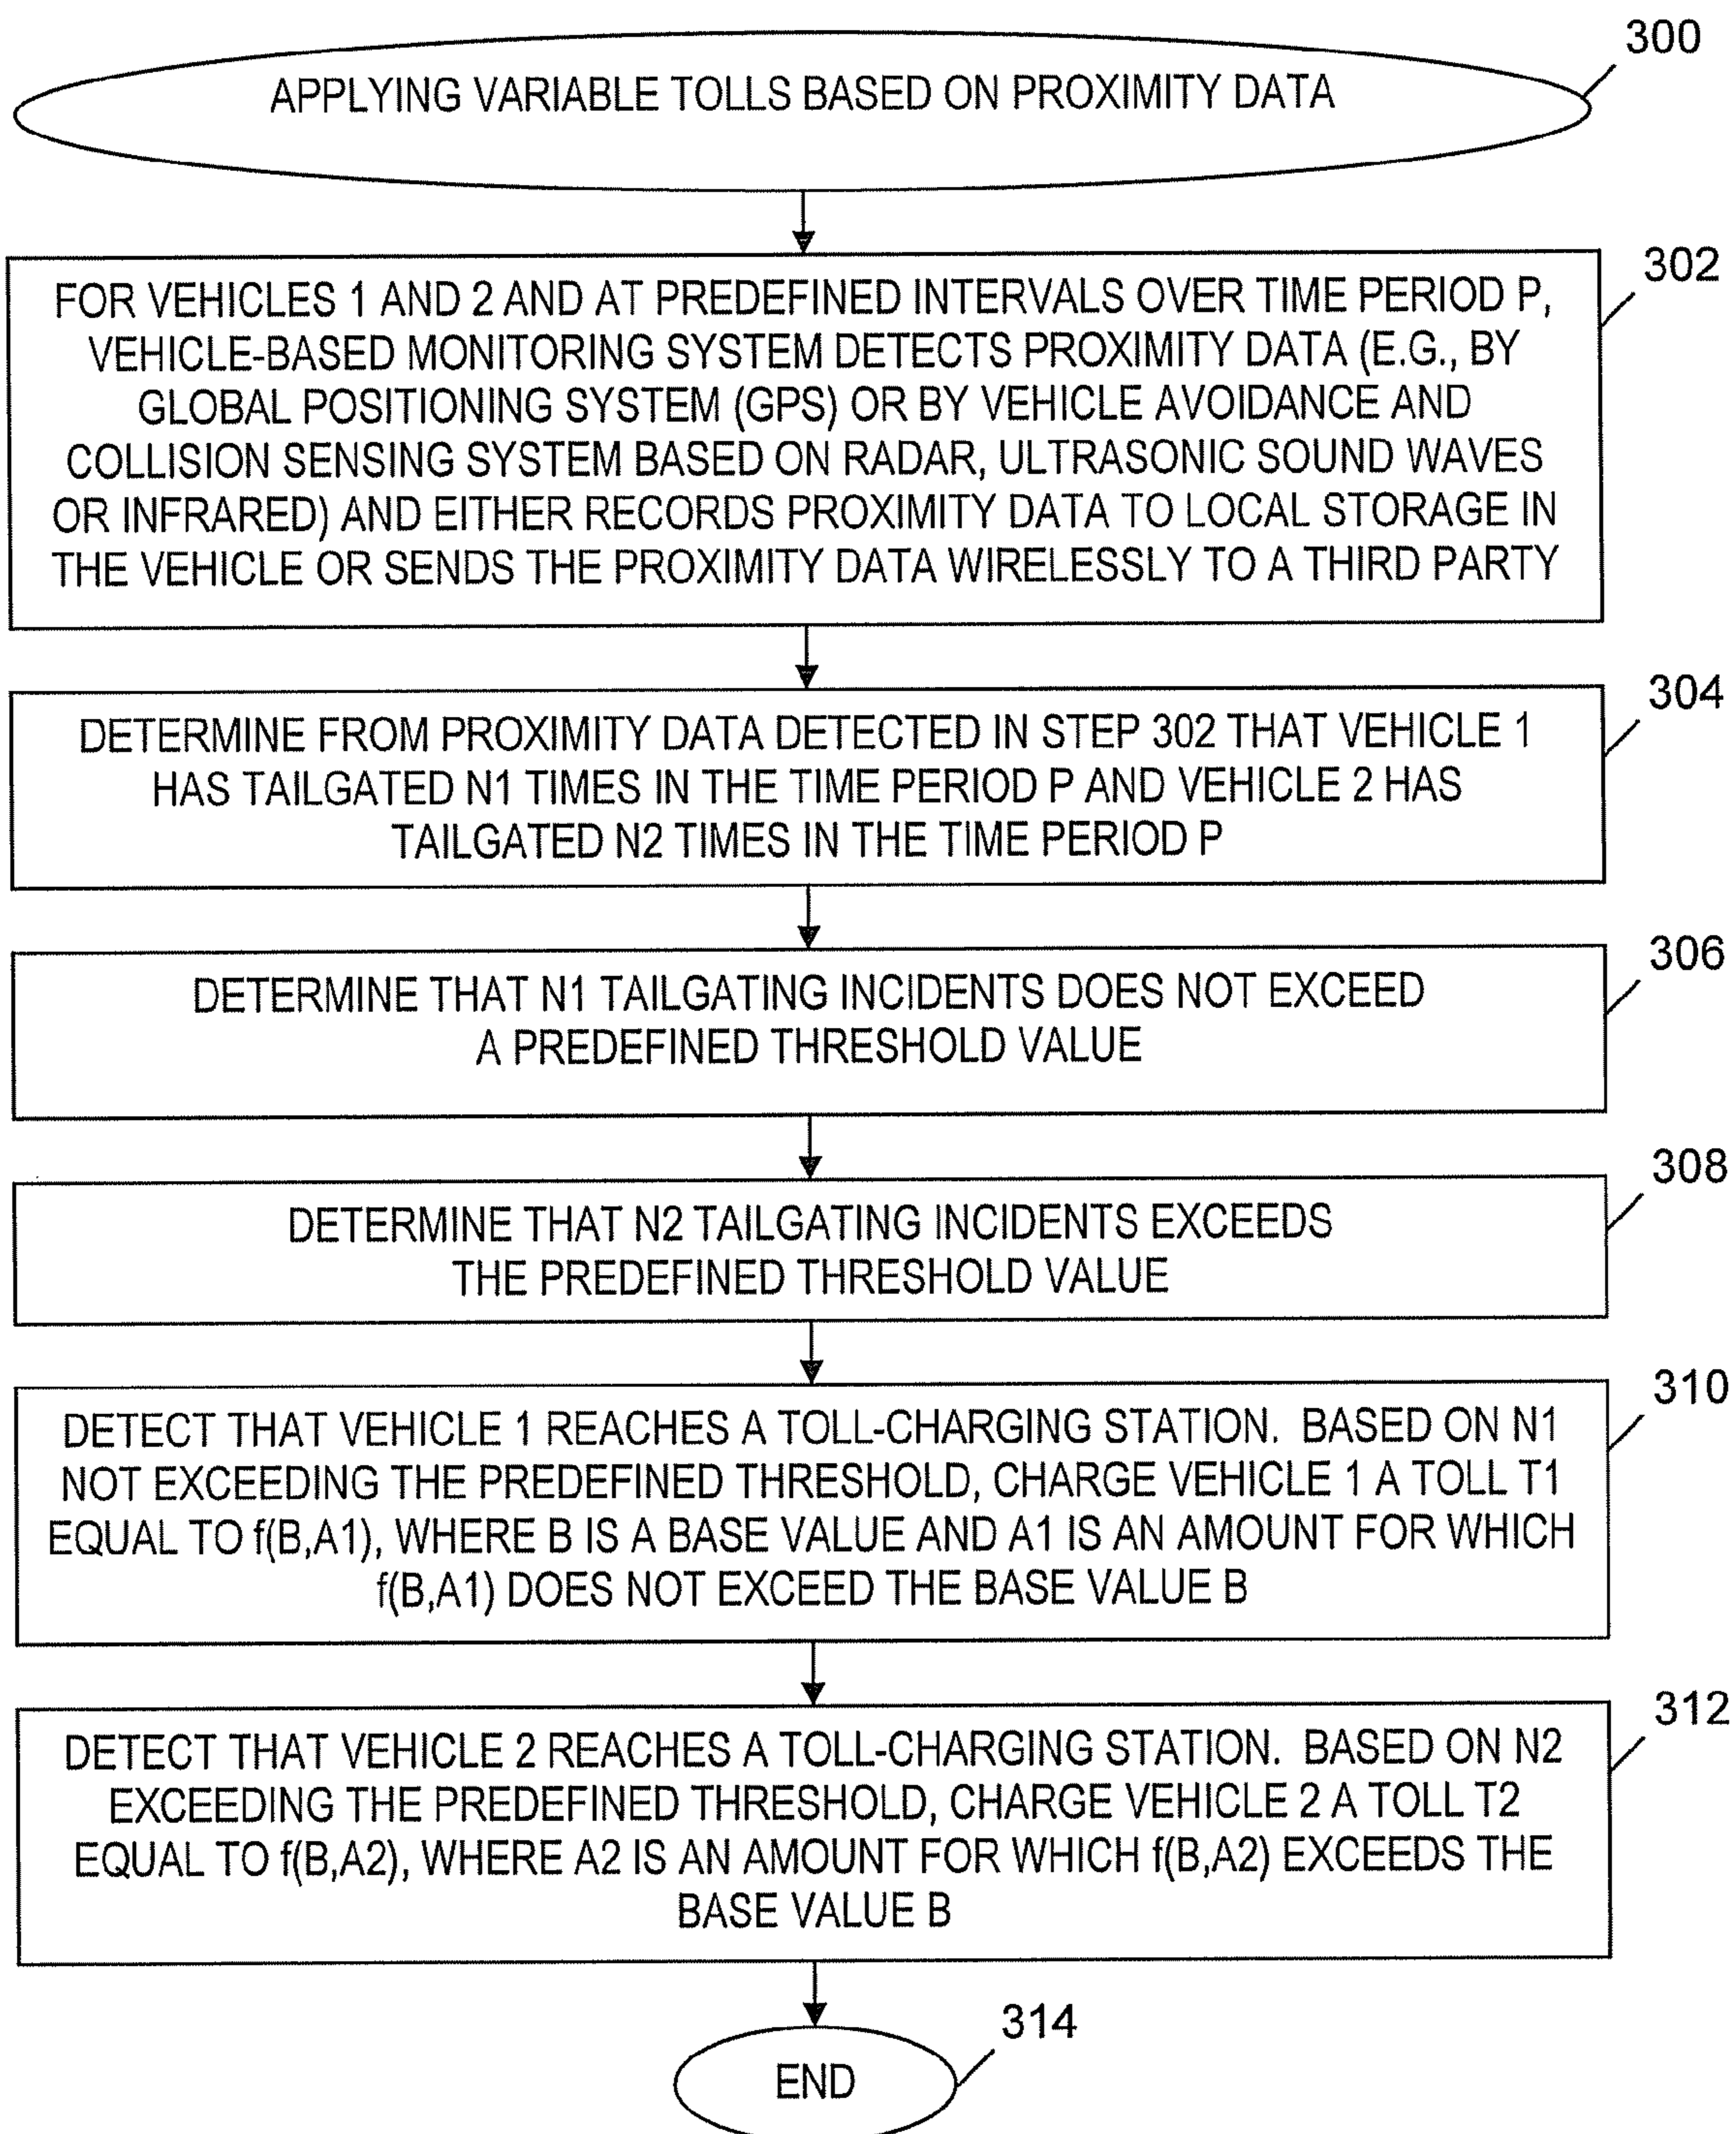 300
APPLYING VARIABLE TOLLS BASED ON PROXIMITY DATA
302
FOR VEHICLES 1 AND 2 AND AT PREDEFINED INTERVALS OVER TIME PERIOD P,
VEHICLE-BASED MONITORING SYSTEM DETECTS PROXIMITY DATA (E.G., BY
GLOBAL POSITIONING SYSTEM (GPS) OR BY VEHICLE AVOIDANCE AND
COLLISION SENSING SYSTEM BASED ON RADAR, ULTRASONIC SOUND WAVES
OR INFRARED) AND EITHER RECORDS PROXIMITY DATA TO LOCAL STORAGE IN
THE VEHICLE OR SENDS THE PROXIMITY DATA WIRELESSLY TO A THIRD PARTY
304
DETERMINE FROM PROXIMITY DATA DETECTED IN STEP 302 THAT VEHICLE 1
HAS TAILGATED N1 TIMES IN THE TIME PERIOD P AND VEHICLE 2 HAS
TAILGATED N2 TIMES IN THE TIME PERIOD P
306
DETERMINE THAT N1 TAILGATING INCIDENTS DOES NOT EXCEED
A PREDEFINED THRESHOLD VALUE
308
DETERMINE THAT N2 TAILGATING INCIDENTS EXCEEDS
THE PREDEFINED THRESHOLD VALUE
310
DETECT THAT VEHICLE 1 REACHES A TOLL-CHARGING STATION. BASED ON N1
NOT EXCEEDING THE PREDEFINED THRESHOLD, CHARGE VEHICLE 1 A TOLL T1
EQUAL TO f(B,A1), WHERE B IS A BASE VALUE AND A1 IS AN AMOUNT FOR WHICH
f(B,A1) DOES NOT EXCEED THE BASE VALUE B
312
DETECT THAT VEHICLE 2 REACHES A TOLL-CHARGING STATION. BASED ON N2
EXCEEDING THE PREDEFINED THRESHOLD, CHARGE VEHICLE 2 A TOLL T2
EQUAL TO f(B,A2), WHERE A2 IS AN AMOUNT FOR WHICH f(B,A2) EXCEEDS THE
BASE VALUE B
314
END